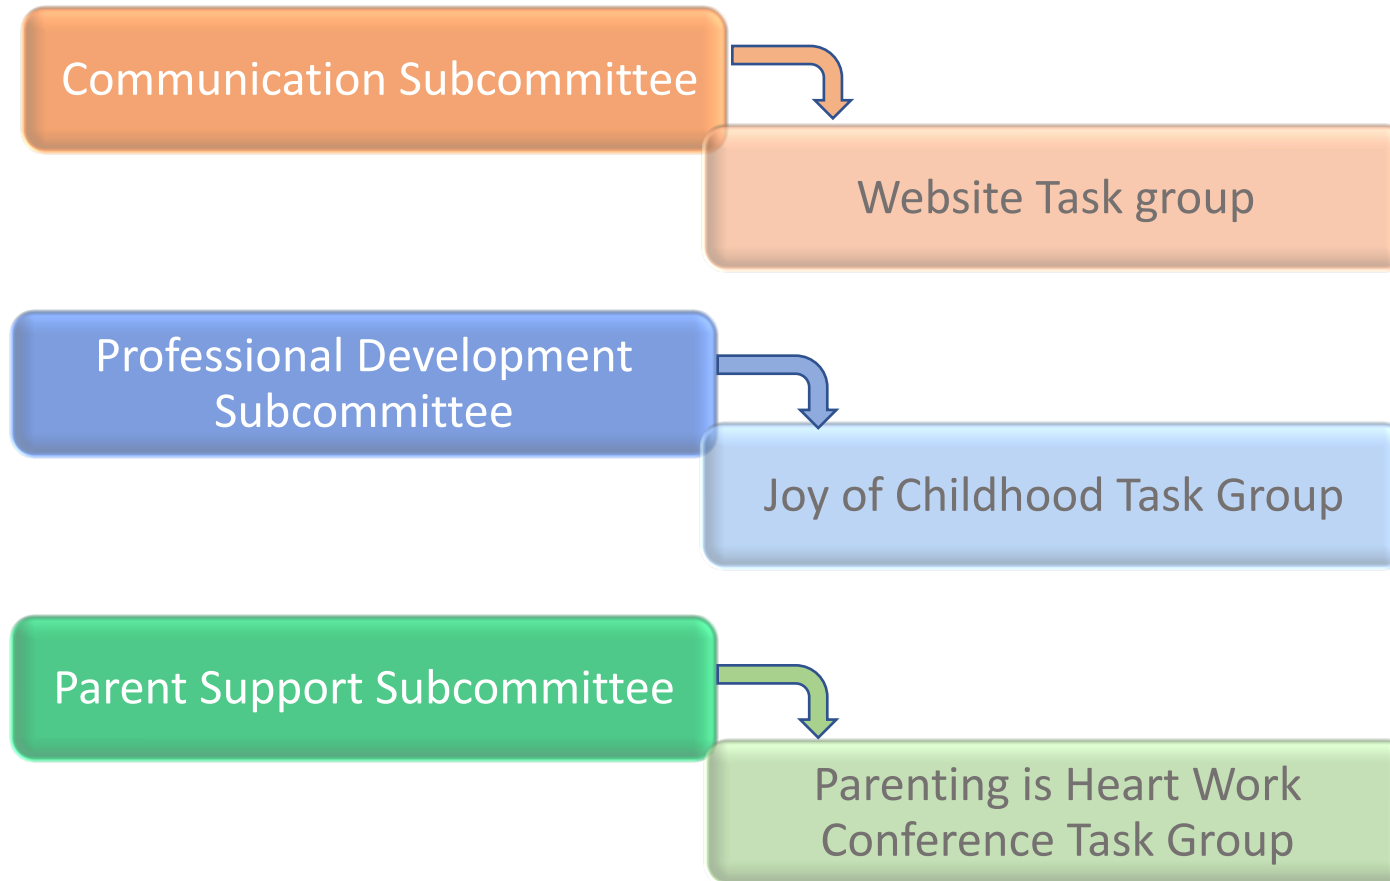 Communication Subcommittee
Website Task group
Professional Development
Subcommittee
Joy of Childhood Task Group
Parent Support Subcommittee
Parenting is Heart Work
Conference Task Group